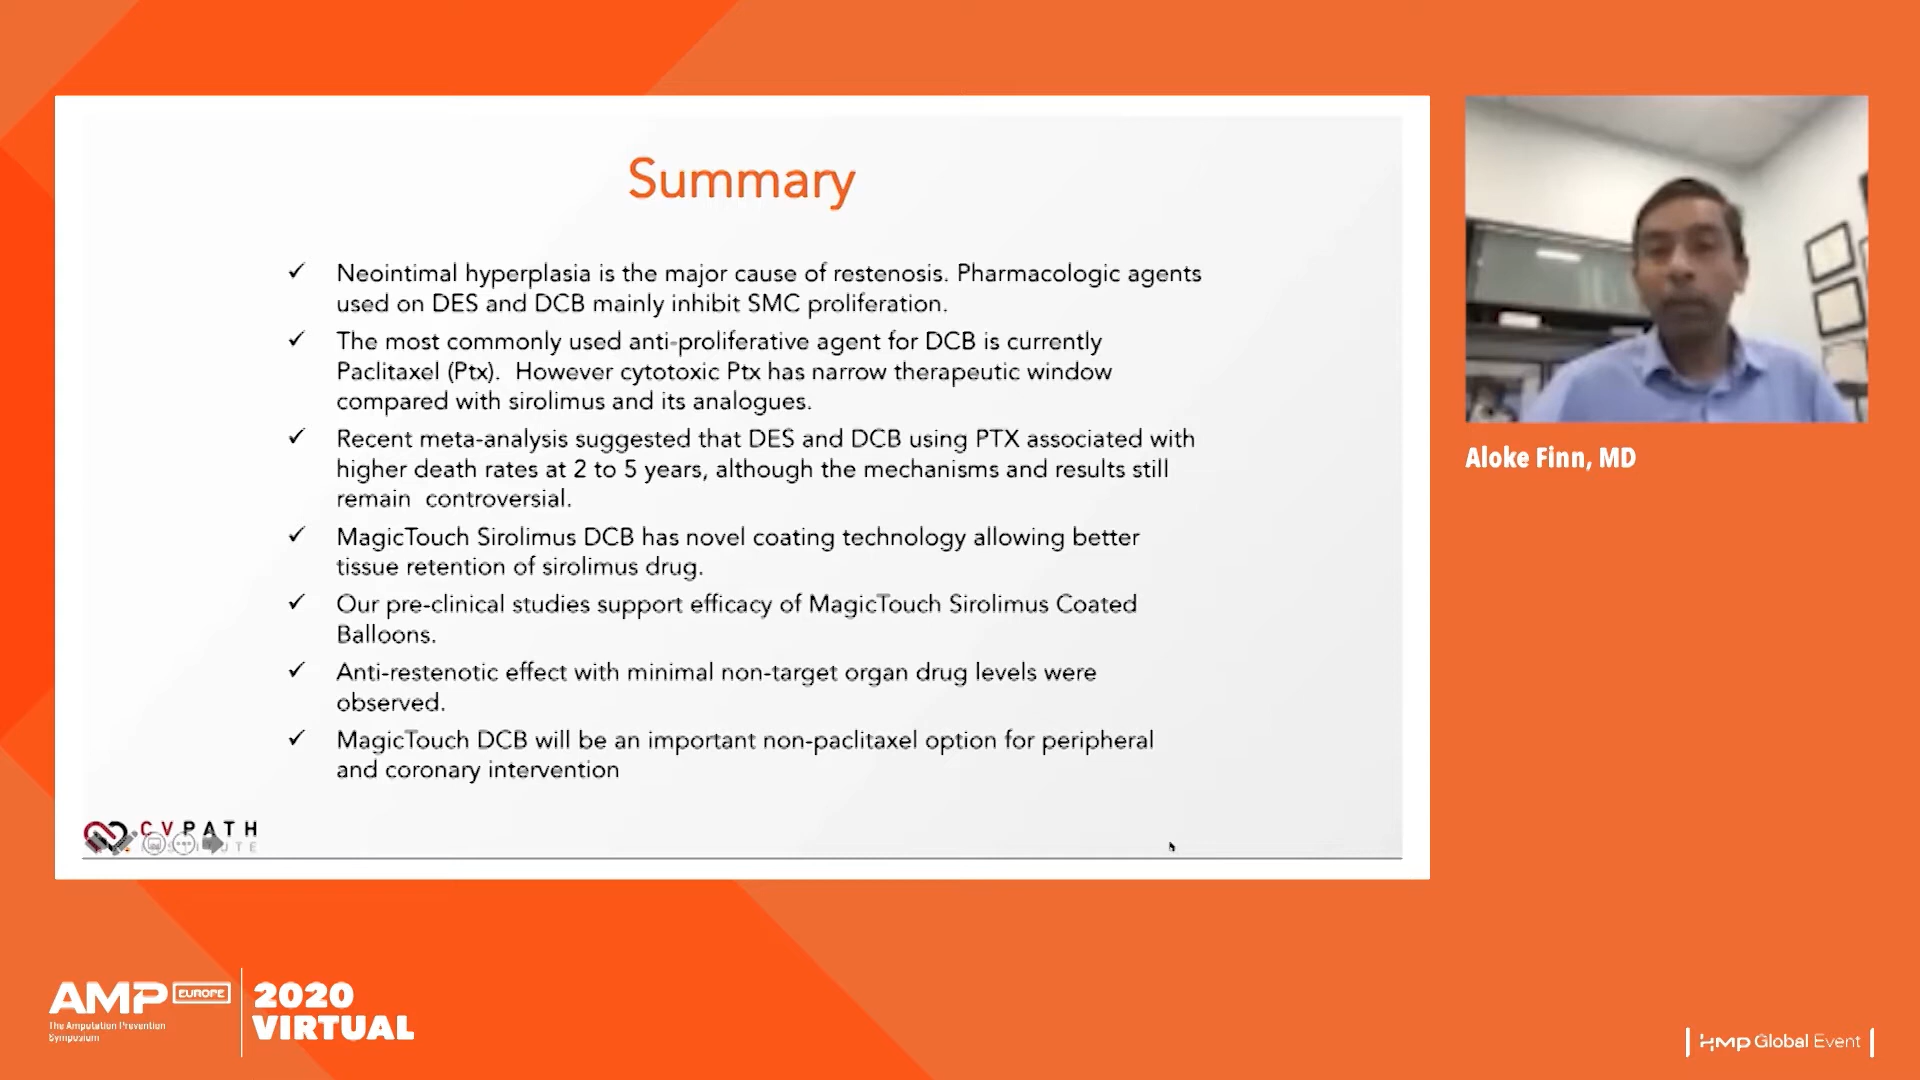 Summary
✓ Neointimal hyperplasia is the major cause of restenosis. Pharmacologic agents
used on DES and DCB mainly inhibit SMC proliferation.
✓ The most commonly used anti-proliferative agent for DCB is currently
Paclitaxel (Ptx). However cytotoxic Ptx has narrow therapeutic window
compared with sirolimus and its analogues.
✓ Recent meta-analysis suggested that DES and DCB using PTX associated with
higher death rates at 2 to 5 years, although the mechanisms and results still
remain controversial.
✓ MagicTouch Sirolimus DCB has novel coating technology allowing better
tissue retention of sirolimus drug.
✓ Our pre-clinical studies support efficacy of MagicTouch Sirolimus Coated
Balloons.
✓ Anti-restenotic effect with minimal non-target organ drug levels were
observed.
✓ MagicTouch DCB will be an important non-paclitaxel option for peripheral
and coronary intervention
CVPATH
Aloke Finn, MD
AMP EUROPE
The Amputation Prevention
Symposium
2020
VIRTUAL
HMP Global Event